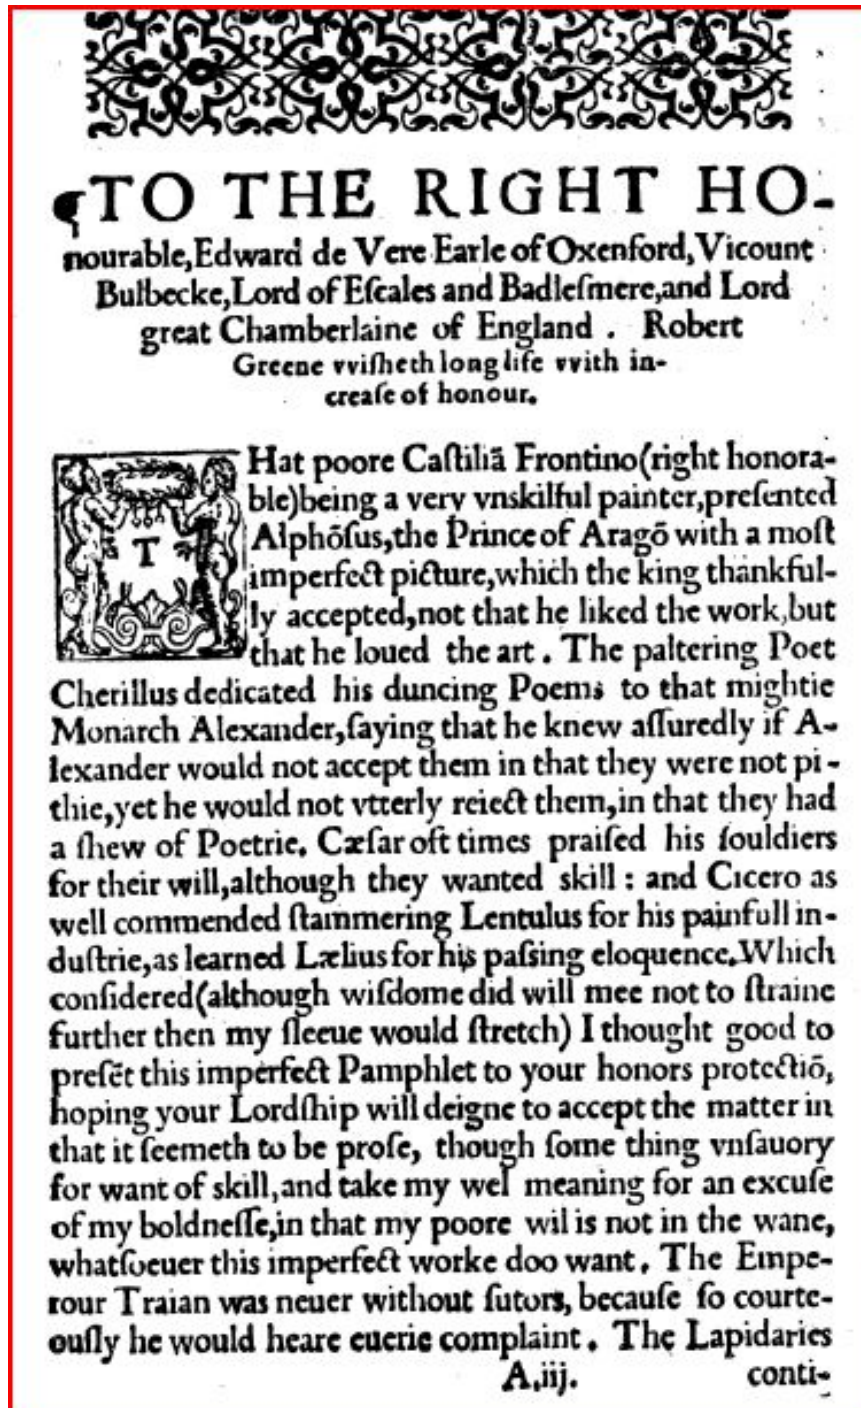 ¶TO THE RIGHT HO-
nourable,Edward de Vere Earle of Oxenford,Vicount
Bulbecke,Lord of Eſcales and Badleſmere,and Lord
great Chamberlaine of England . Robert
Greene vviſheth long life vvith in-
creaſe of honour.
THat poore Caſtiliā Frontino(right honora-
ble)being a very vnskilful painter,preſented
Alphōſus,the Prince of Aragō with a moſt
imperfect picture,which the king thankful-
ly accepted,not that he liked the work,but
that he loued the art . The paltering Poet
Cherillus dedicated his duncing Poems to that mightie
Monarch Alexander,ſaying that he knew aſſuredly if A-
lexander would not accept them in that they were not pi-
thie,yet he would not vtterly reiect them,in that they had
a ſhew of Poetrie. Cæſar oft times praiſed his ſouldiers
for their will,although they wanted skill : and Cicero as
well commended ſtammering Lentulus for his painfull in-
duſtrie,as learned Lælius for his paſsing eloquence.Which
conſidered(although wiſdome did will mee not to ſtraine
further then my ſleeue would ſtretch) I thought good to
preſēt this imperfect Pamphlet to your honors protectiō,
hoping your Lordſhip will deigne to accept the matter in
that it ſeemeth to be proſe, though ſome thing vnſauory
for want of skill,and take my wel meaning for an excuſe
of my boldneſſe,in that my poore wil is not in the wane,
whatſoeuer this imperfect worke doo want. The Empe-
rour Traian was neuer without ſutors, becauſe ſo courte-
ouſly he would heare euerie complaint. The Lapidaries
A.iij. conti-